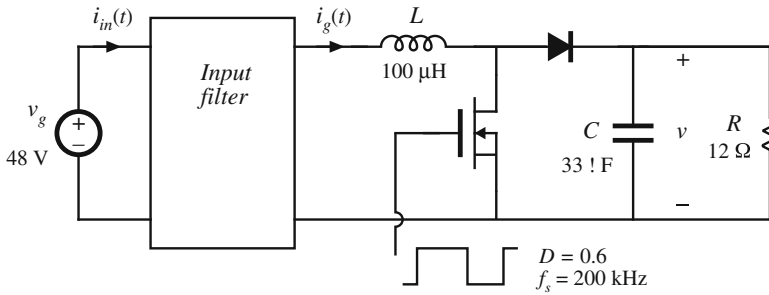 i_in(t)
i_g(t)
L
100 μH
Input
filter
v_g
+
−
48 V
C
33 ! F
+
v
−
R
12 Ω
D = 0.6
f_s = 200 kHz